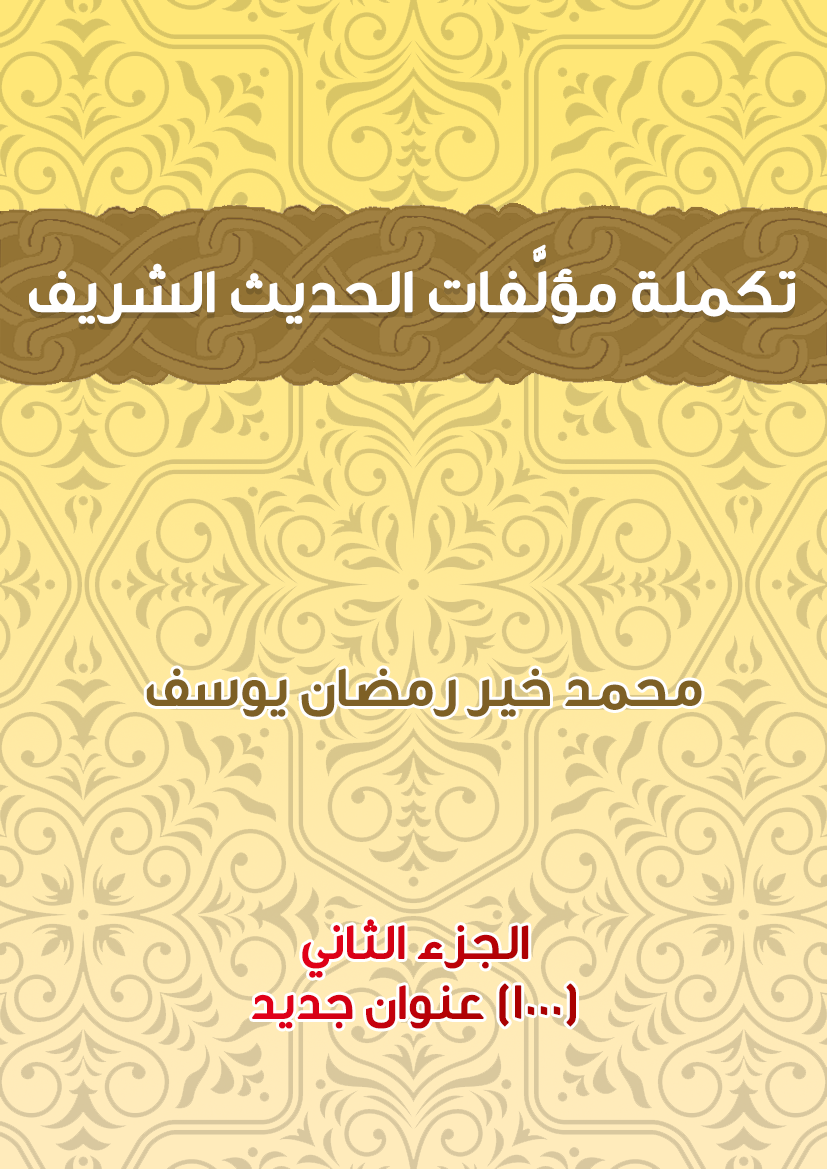 تكملة مؤلَّفات الحديث الشريف
محمد خير رمضان يوسف
الجزء الثاني
(١٠٠٠) عنوان جديد